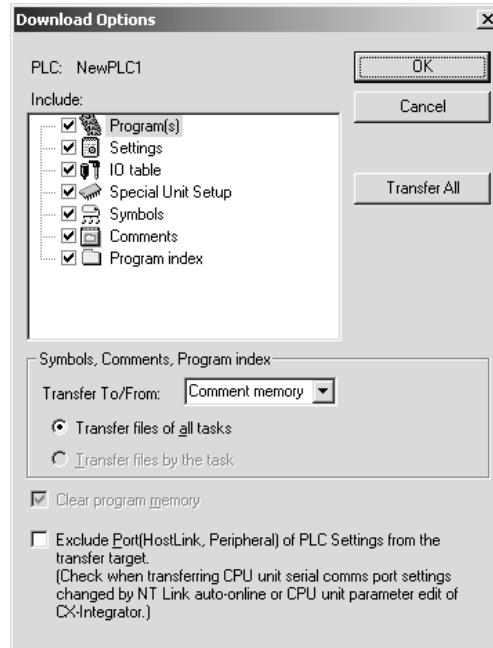 Download Options
PLC: NewPLC1
OK
Include:
Cancel
Program(s)
Settings
IO table
Transfer All
Special Unit Setup
Symbols
Comments
Program index
Symbols, Comments, Program index
Transfer To/From: Comment memory
Transfer files of all tasks
Transfer files by the task
Clear program memory
Exclude Port(HostLink, Peripheral) of PLC Settings from the
transfer target.
(Check when transferring CPU unit serial comms port settings
changed by NT Link auto-online or CPU unit parameter edit of
CX-Integrator.)